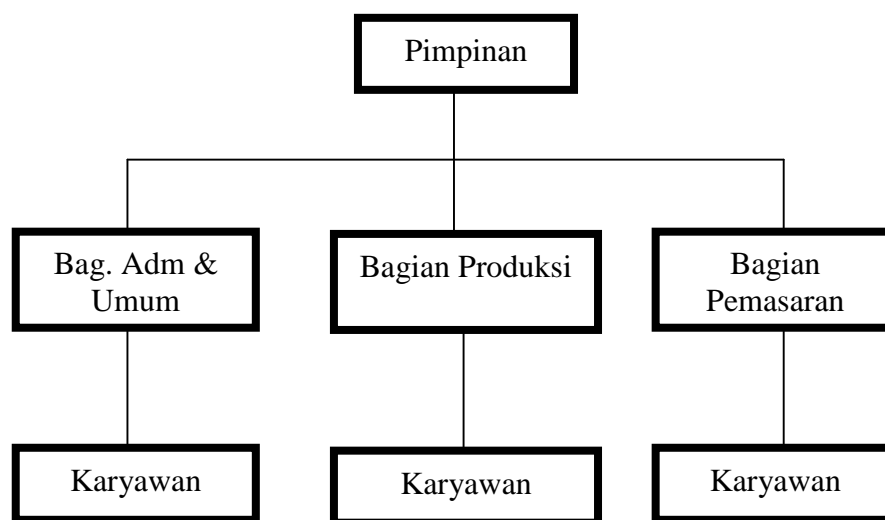 Pimpinan
Bag. Adm &
Umum
Bagian Produksi
Bagian
Pemasaran
Karyawan
Karyawan
Karyawan